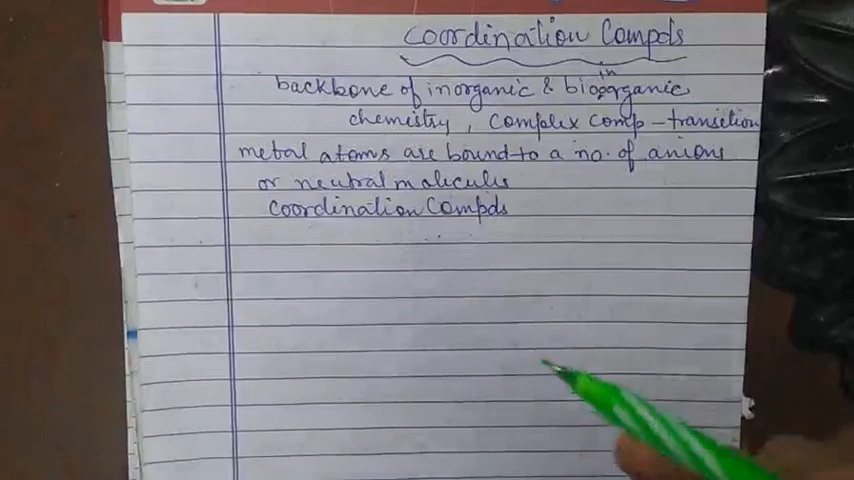 Coordination Compds
backbone of inorganic & bioinorganic
chemistry, complex comp - transition
metal atoms are bound to a no. of anions
or neutral molecules
Coordination Compds